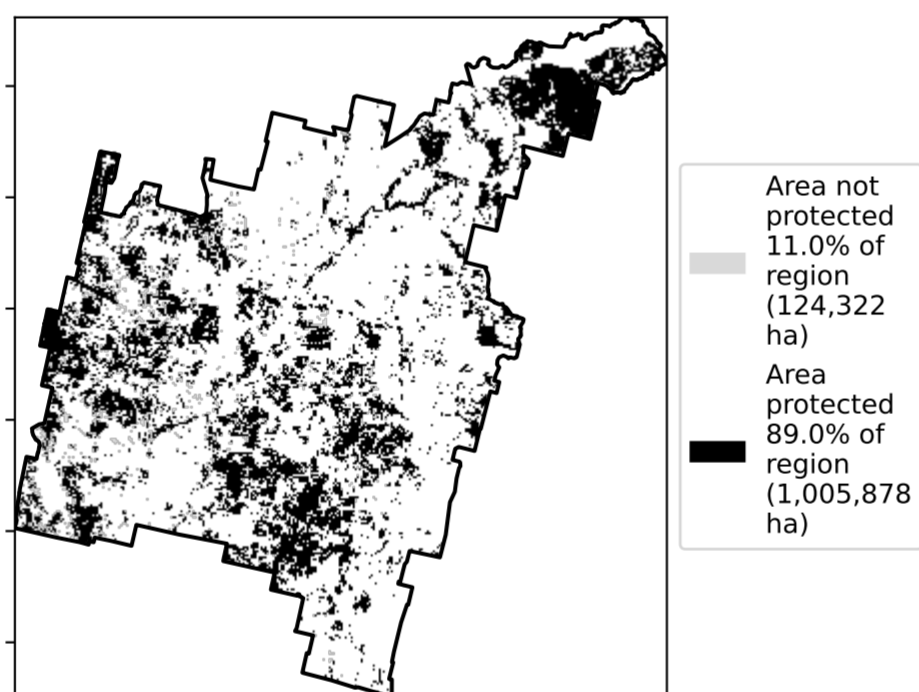 Area not
protected
11.0% of
region
(124,322
ha)
Area
protected
89.0% of
region
(1,005,878
ha)